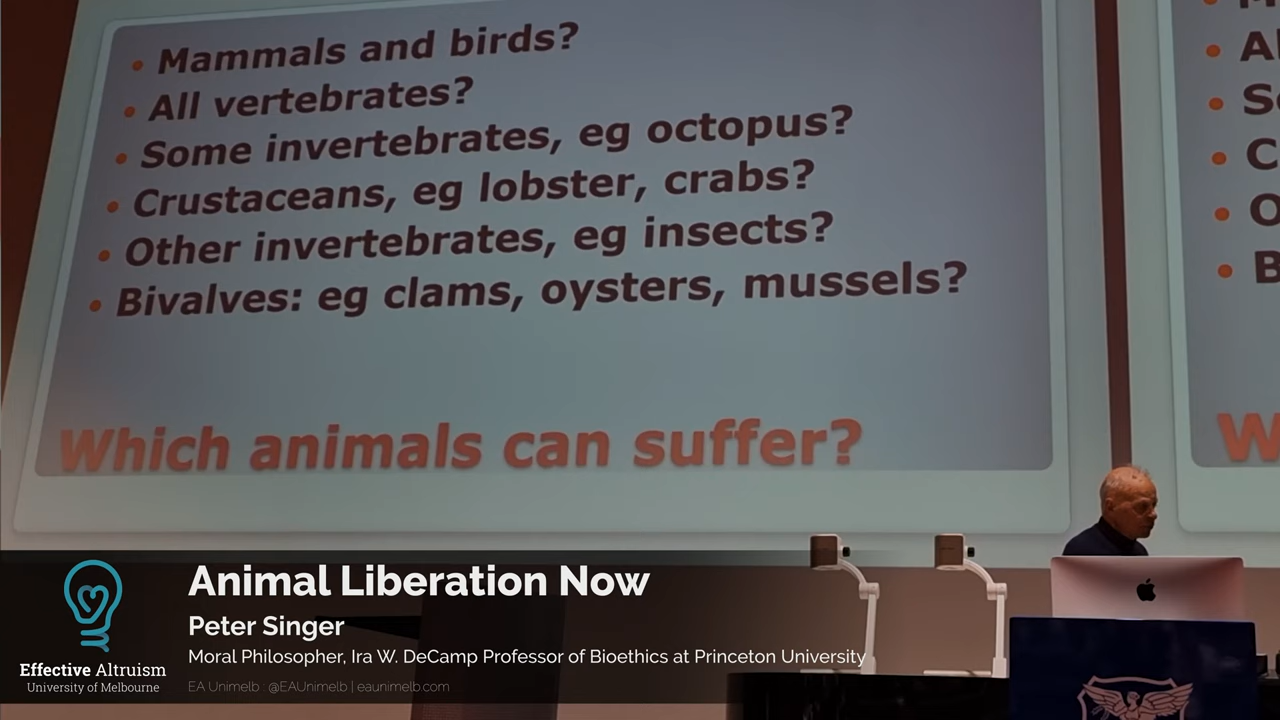 Mammals and birds?
All vertebrates?
Some invertebrates, eg octopus?
Crustaceans, eg lobster, crabs?
Other invertebrates, eg insects?
Bivalves: eg clams, oysters, mussels?
Which animals can suffer?
Al
S
C
O
B
W
Animal Liberation Now
Peter Singer
Moral Philosopher, Ira W. DeCamp Professor of Bioethics at Princeton University
EA Unimelb : @EAUnimelb | eaunimelb.com
Effective Altruism
University of Melbourne